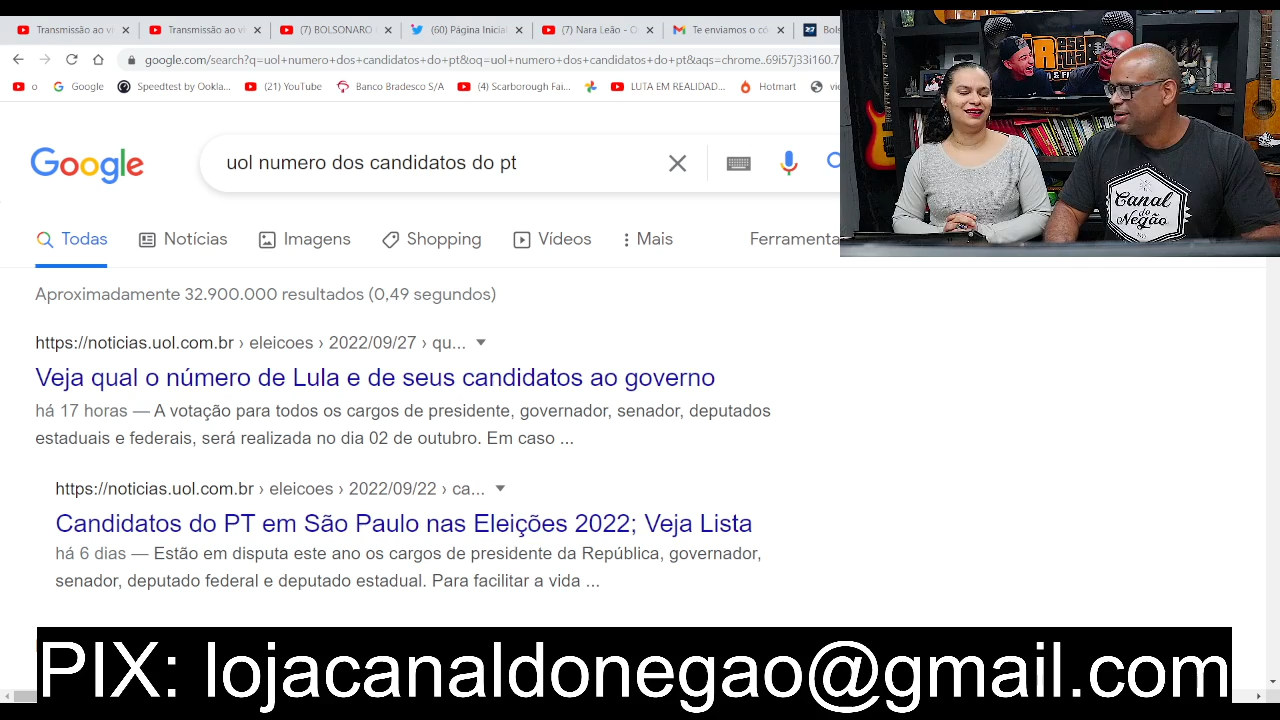 Transmissão ao vi
Transmissão ao vi
(7) BOLSONARO
(60) Página Inicial
(7) Nara Leão - O
Te enviamos o có
Bols
google.com/search?q=uol+numero+dos+candidatos+do+pt&oq=uol+numero+dos+candidatos+do+pt&aqs=chrome..69i57j33i160.7
o
Google
Speedtest by Ookla...
(21) YouTube
Banco Bradesco S/A
(4) Scarborough Fai...
LUTA EM REALIDAD...
Hotmart
vie
Google
uol numero dos candidatos do pt
Todas
Notícias
Imagens
Shopping
Vídeos
Mais
Ferramenta
Aproximadamente 32.900.000 resultados (0,49 segundos)
https://noticias.uol.com.br › eleicoes › 2022/09/27 › qu...
Veja qual o número de Lula e de seus candidatos ao governo
há 17 horas — A votação para todos os cargos de presidente, governador, senador, deputados
estaduais e federais, será realizada no dia 02 de outubro. Em caso ...
https://noticias.uol.com.br › eleicoes › 2022/09/22 › ca...
Candidatos do PT em São Paulo nas Eleições 2022; Veja Lista
há 6 dias — Estão em disputa este ano os cargos de presidente da República, governador,
senador, deputado federal e deputado estadual. Para facilitar a vida ...
Canal
do
Negão
PIX: lojacanaldonegao@gmail.com